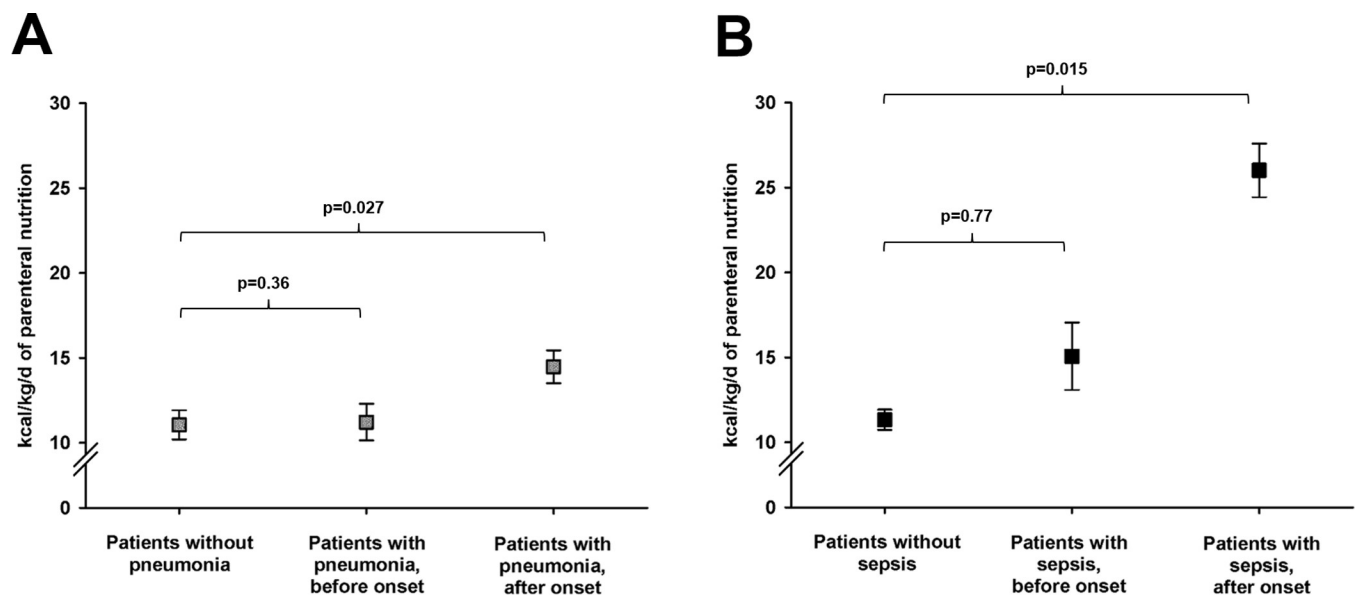 A
kcal/kg/d of parenteral nutrition
30
25
20
15
10
0
p=0.027
p=0.36
Patients without
pneumonia
Patients with
pneumonia,
before onset
Patients with
pneumonia,
after onset
B
kcal/kg/d of parenteral nutrition
30
25
20
15
10
0
p=0.015
p=0.77
Patients without
sepsis
Patients with
sepsis,
before onset
Patients with
sepsis,
after onset